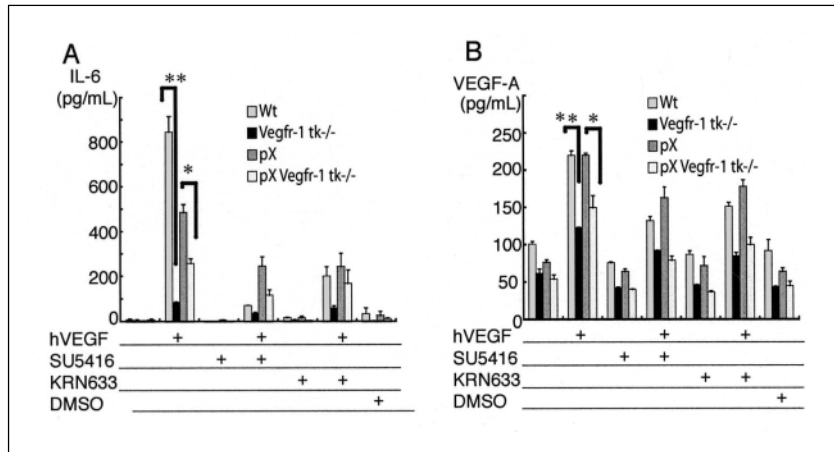 A
IL-6
(pg/mL)
**
*
Wt
Vegfr-1 tk-/-
pX
pX Vegfr-1 tk-/-
800
600
400
200
0
hVEGF + + +
SU5416 + +
KRN633 + +
DMSO +
B
VEGF-A
(pg/mL)
** *
Wt
Vegfr-1 tk-/-
pX
pX Vegfr-1 tk-/-
250
200
150
100
50
0
hVEGF + + +
SU5416 + +
KRN633 + +
DMSO +